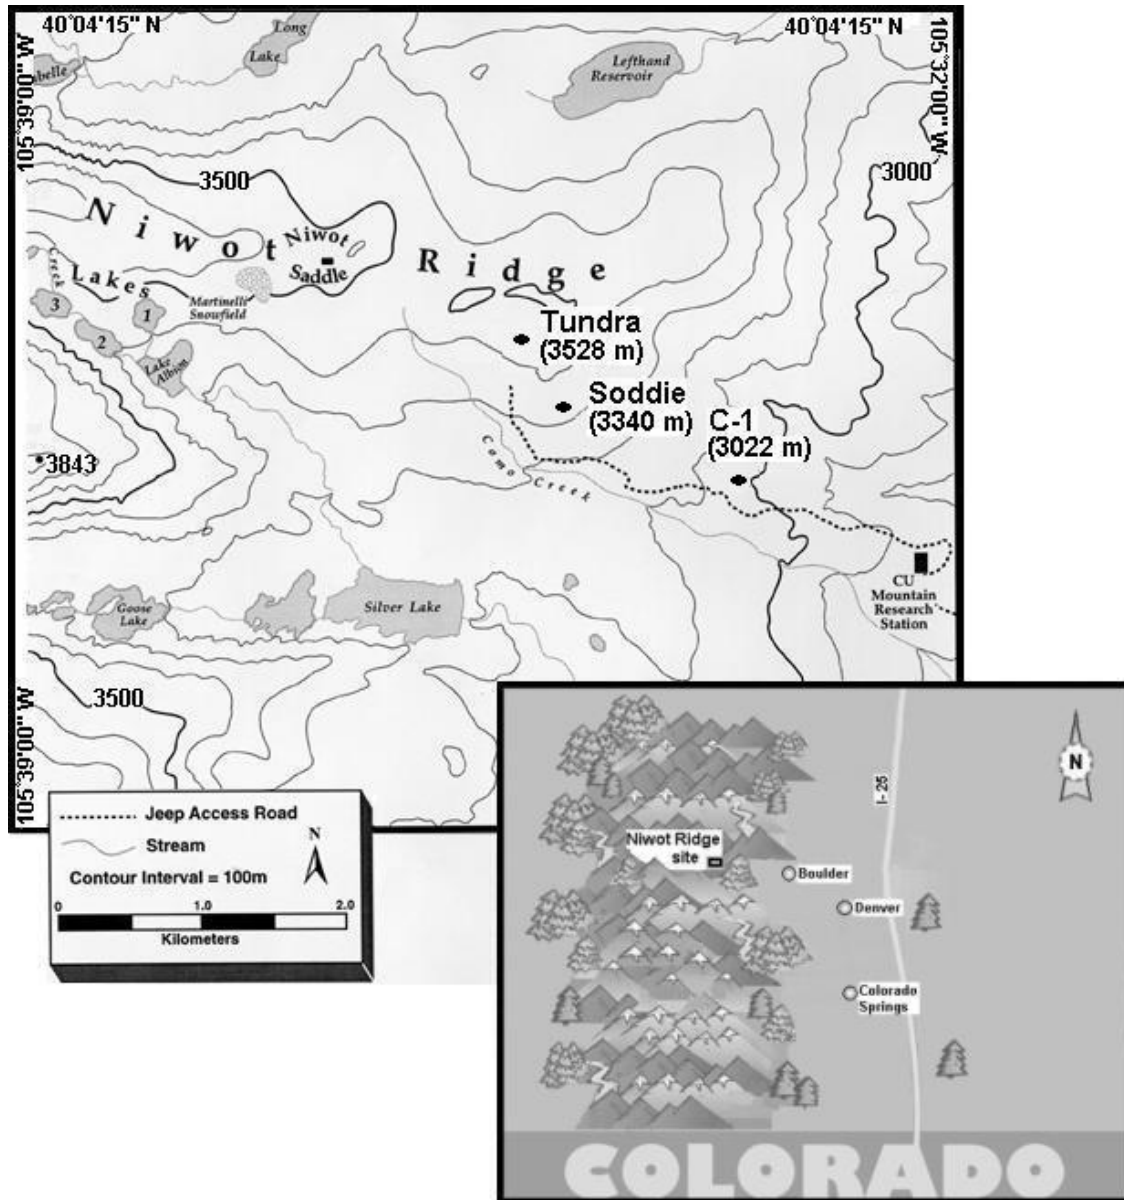 40°04'15" N
40°04'15" N
105°39'00" W
105°32'00" W
Long
Lake
Lefthand
Reservoir
3500
3000
Niwot
Ridge
Niwot
Saddle
Creek
Lakes
Martinelli
Snowfield
3
1
2
Lake
Albion
Tundra
(3528 m)
Soddie
(3340 m)
C-1
(3022 m)
3843
Como Creek
CU
Mountain
Research
Station
Goose
Lake
Silver Lake
3500
105°39'00" W
Jeep Access Road
Stream
N
Contour Interval = 100m
0 1.0 2.0
Kilometers
N
I-25
Niwot Ridge
site
Boulder
Denver
Colorado
Springs
COLORADO